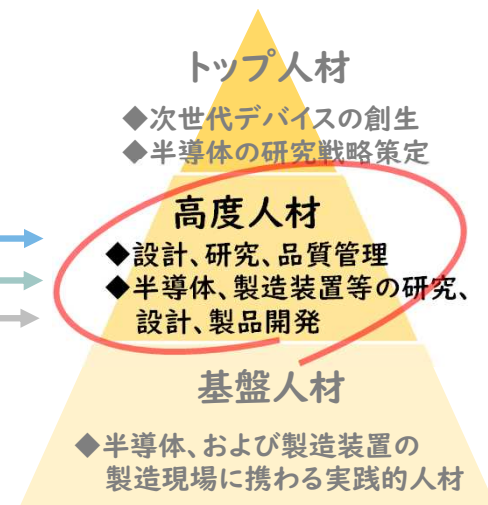 トップ人材
◆次世代デバイスの創生
◆半導体の研究戦略策定
高度人材
◆設計、研究、品質管理
◆半導体、製造装置等の研究、
設計、製品開発
基盤人材
◆半導体、および製造装置の
製造現場に携わる実践的人材